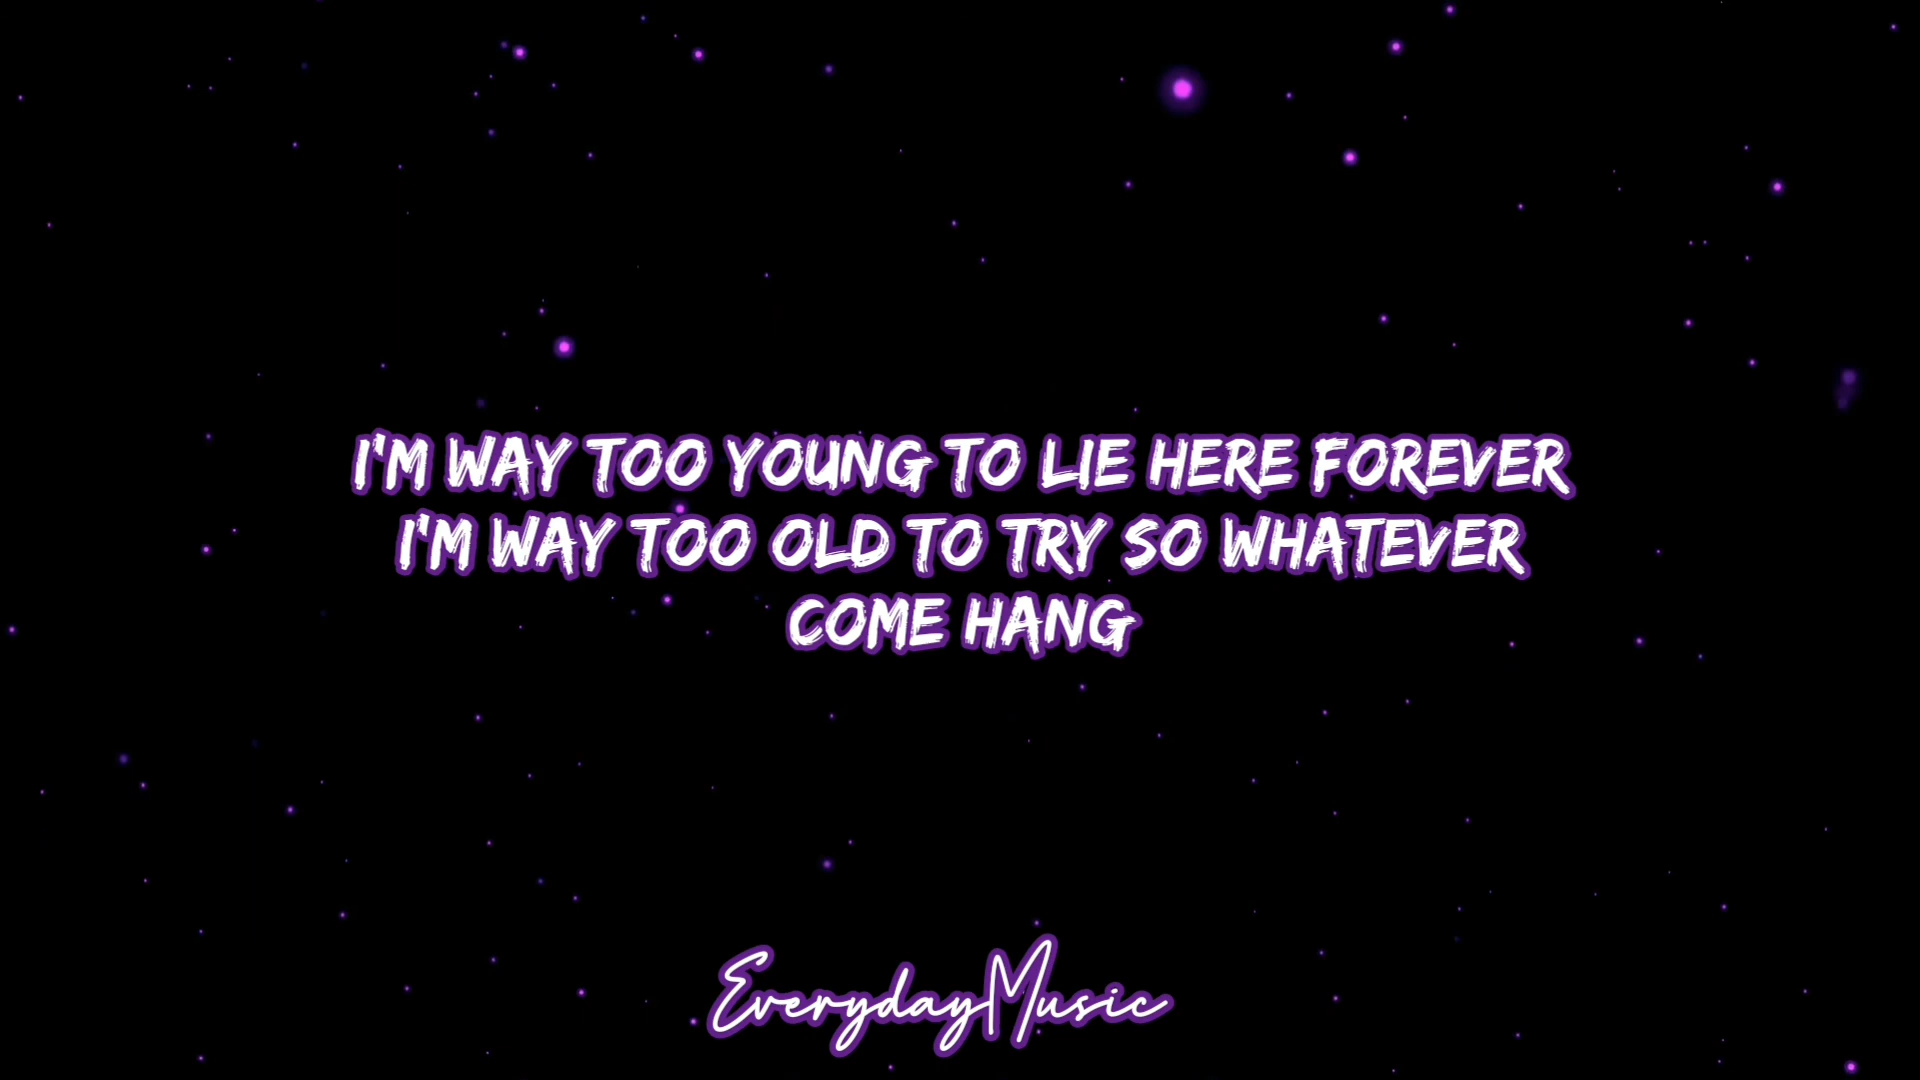 I'M WAY TOO YOUNG TO LIE HERE FOREVER
I'M WAY TOO OLD TO TRY SO WHATEVER
COME HANG
EverydayMusic